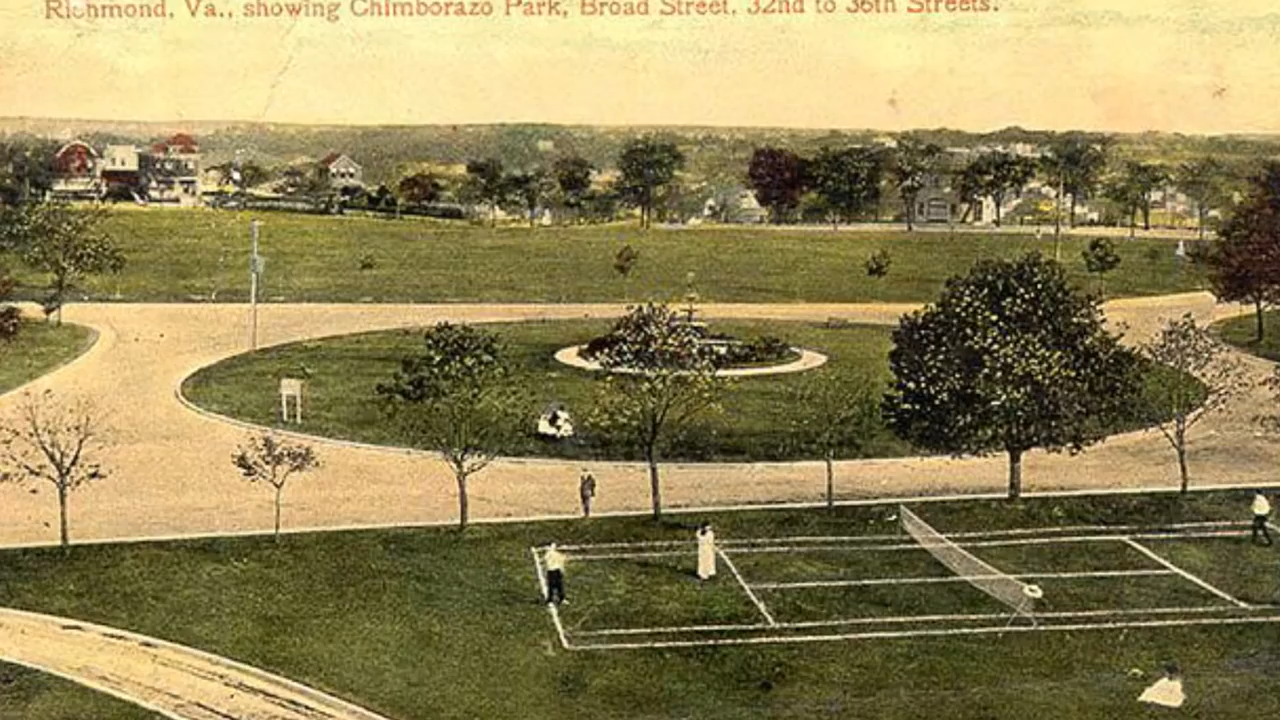 Richmond, Va., showing Chimborazo Park, Broad Street, 32nd to 36th Streets.